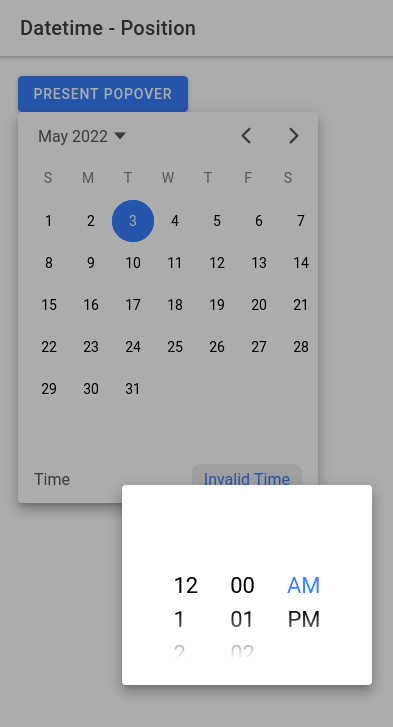 Datetime - Position
PRESENT POPOVER
May 2022
S M T W T F S
1 2 3 4 5 6 7
8 9 10 11 12 13 14
15 16 17 18 19 20 21
22 23 24 25 26 27 28
29 30 31
Time Invalid Time
12 00 AM
1 01 PM
2 02